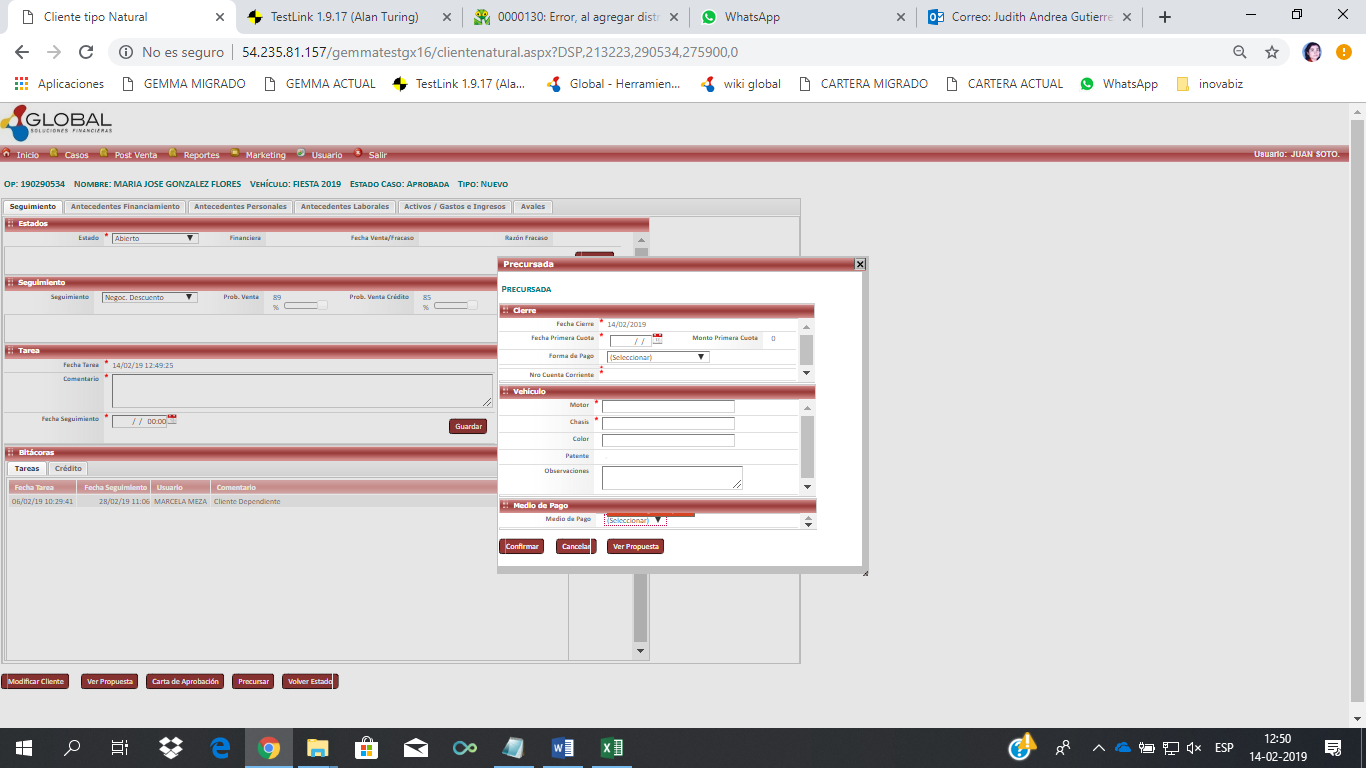 Cliente tipo Natural
TestLink 1.9.17 (Alan Turing)
0000130: Error, al agregar dist
WhatsApp
Correo: Judith Andrea Gutierre
No es seguro | 54.235.81.157/gemmatestgx16/clientenatural.aspx?DSP,213223,290534,275900,0
Aplicaciones GEMMA MIGRADO GEMMA ACTUAL TestLink 1.9.17 (Ala... Global - Herramien... wiki global CARTERA MIGRADO CARTERA ACTUAL WhatsApp inovabiz
GLOBAL
SOLUCIONES FINANCIERAS
Inicio Casos Post Venta Reportes Marketing Usuario Salir Usuario: JUAN SOTO.
Op: 190290534 Nombre: MARIA JOSE GONZALEZ FLORES Vehículo: FIESTA 2019 Estado Caso: Aprobada Tipo: Nuevo
Seguimiento Antecedentes Financiamiento Antecedentes Personales Antecedentes Laborales Activos / Gastos e Ingresos Avales
Estados
Estado * Abierto Financiera Fecha Venta/Fracaso Razón Fracaso
Seguimiento
Seguimiento Negoc. Descuento Prob. Venta 89 % Prob. Venta Crédito 85 %
Tarea
Fecha Tarea * 14/02/19 12:49:25
Comentario *
Fecha Seguimiento * / / 00:00
Guardar
Bitácoras
Tareas Crédito
Fecha Tarea Fecha Seguimiento Usuario Comentario
06/02/19 10:29:41 28/02/19 11:06 MARCELA MEZA Cliente Dependiente
Precursada
Precursada
Cierre
Fecha Cierre * 14/02/2019
Fecha Primera Cuota * / / Monto Primera Cuota 0
Forma de Pago * (Seleccionar)
Nro Cuenta Corriente *
Vehículo
Motor *
Chasis *
Color
Patente
Observaciones
Medio de Pago
Medio de Pago (Seleccionar)
Confirmar Cancelar Ver Propuesta
Modificar Cliente Ver Propuesta Carta de Aprobación Precursar Volver Estado
ESP
12:50
14-02-2019